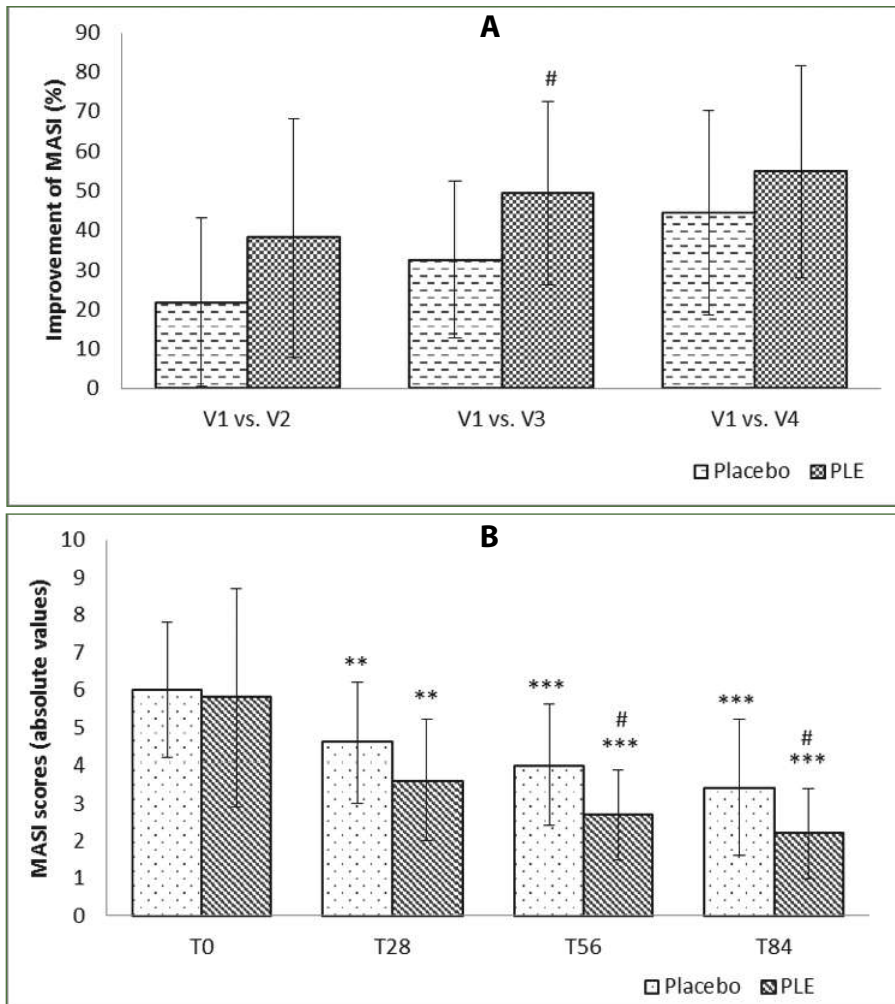 A
Improvement of MASI (%)
90
80
70
60
50
40
30
20
10
0
#
V1 vs. V2
V1 vs. V3
V1 vs. V4
Placebo
PLE
B
MASI scores (absolute values)
10
9
8
7
6
5
4
3
2
1
0
**
**
***
#
***
***
#
***
T0
T28
T56
T84
Placebo
PLE